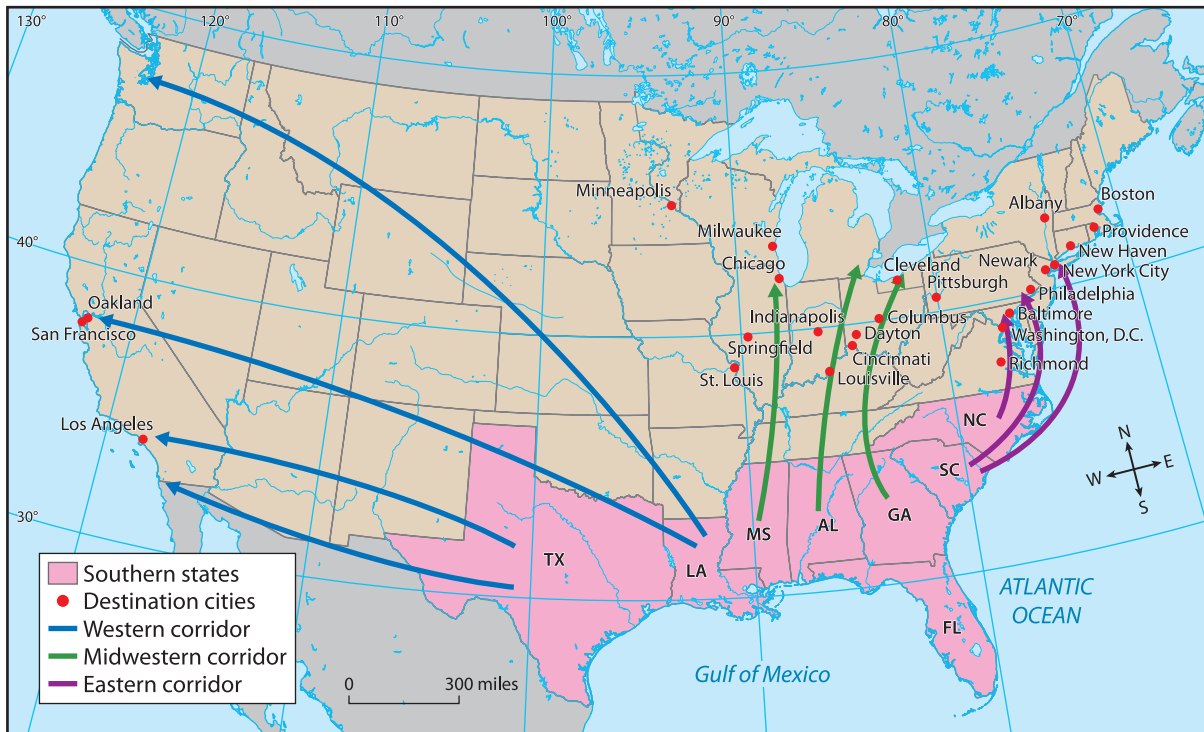 130°
120°
110°
100°
90°
80°
70°
40°
30°
Minneapolis
Milwaukee
Chicago
Albany
Boston
Providence
New Haven
Newark
New York City
Cleveland
Pittsburgh
Philadelphia
Indianapolis
Columbus
Baltimore
Dayton
Washington, D.C.
Springfield
Cincinnati
St. Louis
Louisville
Richmond
Oakland
San Francisco
Los Angeles
NC
SC
N
W
E
S
MS
AL
GA
TX
LA
FL
ATLANTIC
OCEAN
Gulf of Mexico
Southern states
Destination cities
Western corridor
Midwestern corridor
Eastern corridor
0
300 miles